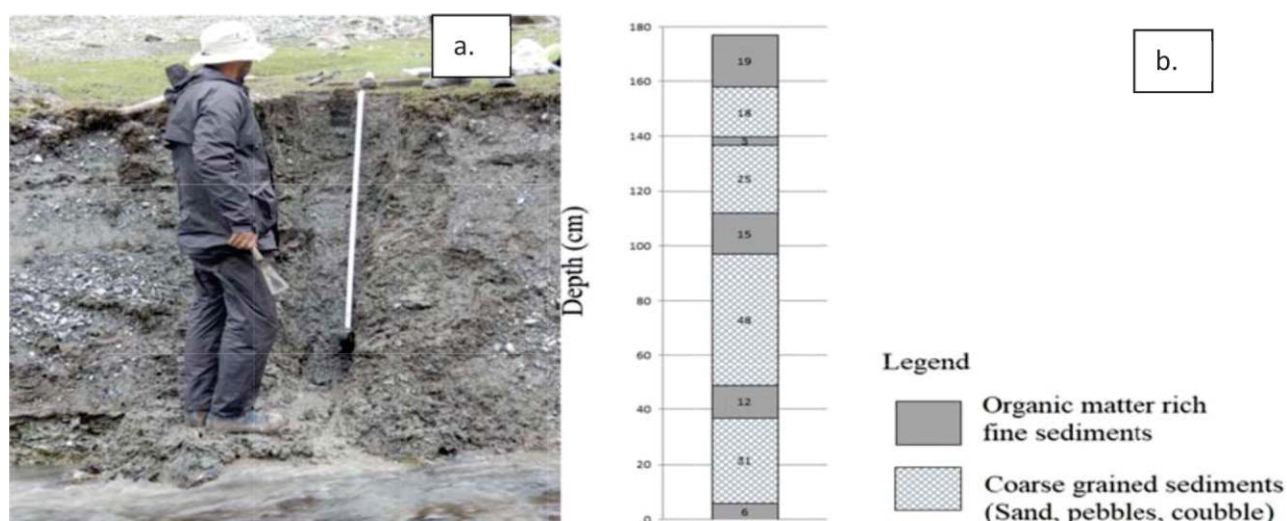 a.
b.
Depth (cm)
180
160
140
120
100
80
60
40
20
0
19
18
3
25
15
48
12
31
6
Legend
Organic matter rich
fine sediments
Coarse grained sediments
(Sand, pebbles, coubble)